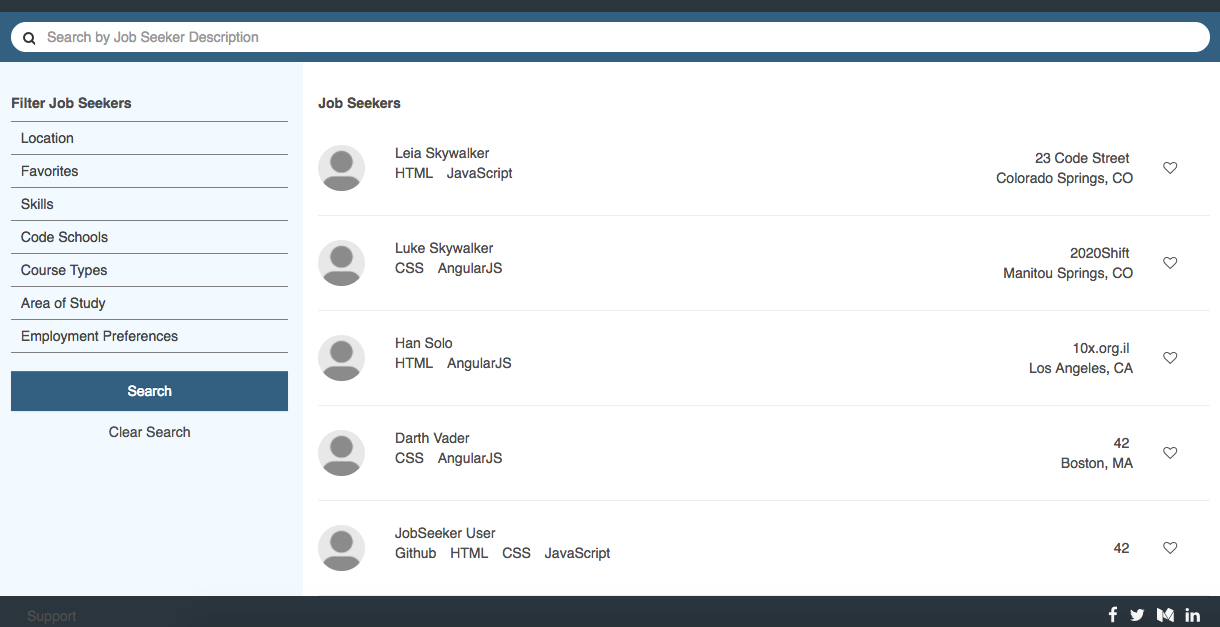 Search by Job Seeker Description
Filter Job Seekers
Location
Favorites
Skills
Code Schools
Course Types
Area of Study
Employment Preferences
Search
Clear Search
Job Seekers
Leia Skywalker
HTML JavaScript
23 Code Street
Colorado Springs, CO
Luke Skywalker
CSS AngularJS
2020Shift
Manitou Springs, CO
Han Solo
HTML AngularJS
10x.org.il
Los Angeles, CA
Darth Vader
CSS AngularJS
42
Boston, MA
JobSeeker User
Github HTML CSS JavaScript
42
Support